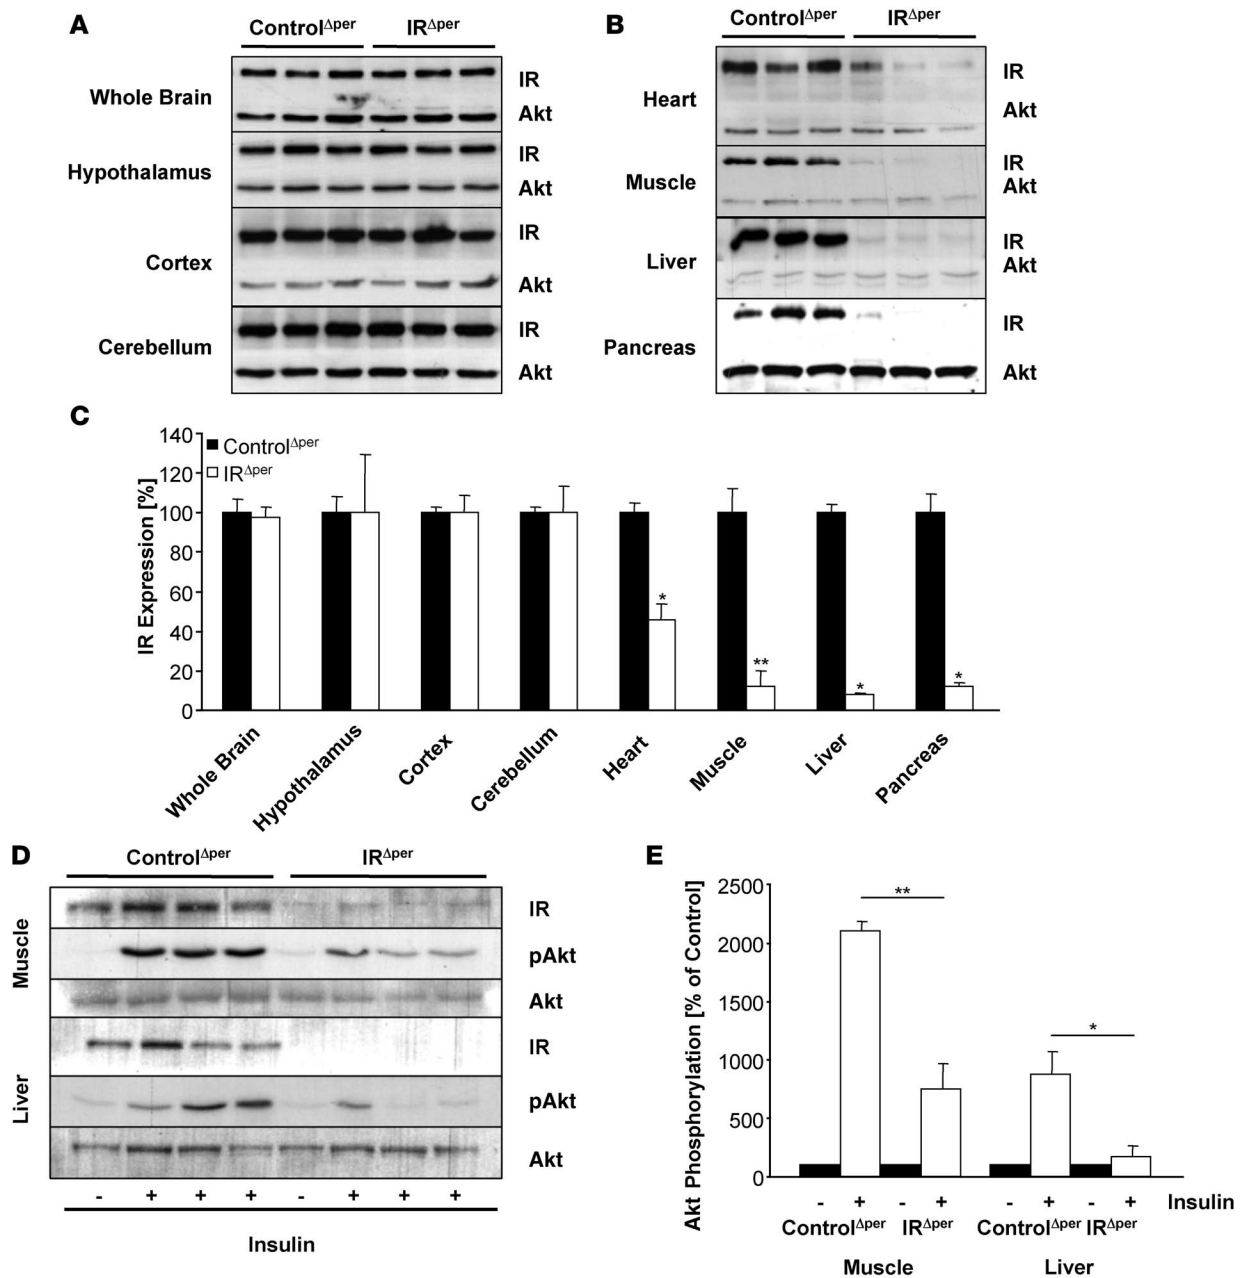 A
Control^Δper IR^Δper
Whole Brain IR
Akt
Hypothalamus IR
Akt
Cortex IR
Akt
Cerebellum IR
Akt
B
Control^Δper IR^Δper
Heart IR
Akt
Muscle IR
Akt
Liver IR
Akt
Pancreas IR
Akt
C
IR Expression [%]
140
120
100
80
60
40
20
0
Control^Δper
IR^Δper
*
**
*
*
Whole Brain
Hypothalamus
Cortex
Cerebellum
Heart
Muscle
Liver
Pancreas
D
Control^Δper IR^Δper
Muscle
IR
pAkt
Akt
Liver
IR
pAkt
Akt
- + + + - + + +
Insulin
E
Akt Phosphorylation [% of Control]
2500
2000
1500
1000
500
0
**
*
- + - + - + - + Insulin
Control^Δper IR^Δper Control^Δper IR^Δper
Muscle Liver